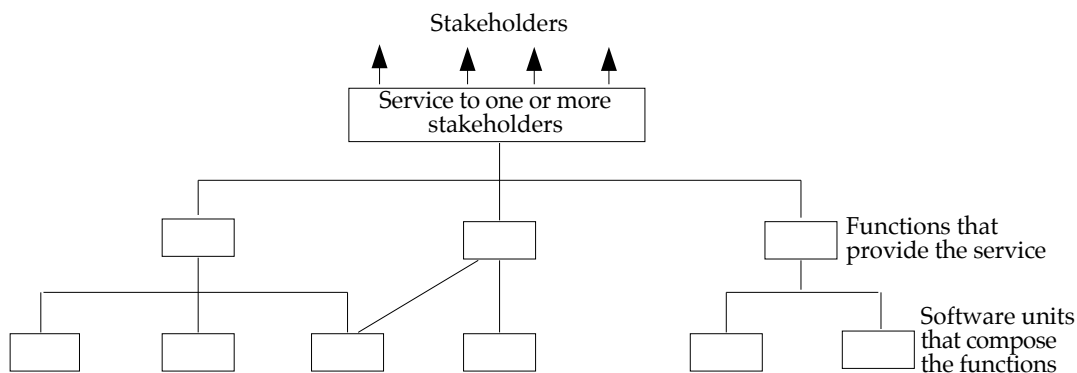 Stakeholders
Service to one or more
stakeholders
Functions that
provide the service
Software units
that compose
the functions